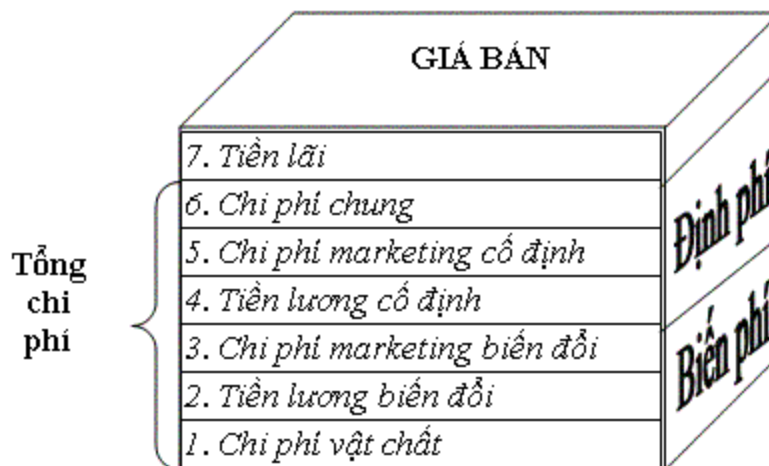 GIÁ BÁN
7. Tiền lãi
6. Chi phí chung
5. Chi phí marketing cố định
4. Tiền lương cố định
3. Chi phí marketing biến đổi
2. Tiền lương biến đổi
1. Chi phí vật chất
Tổng
chi
phí
Định phí
Biến phí